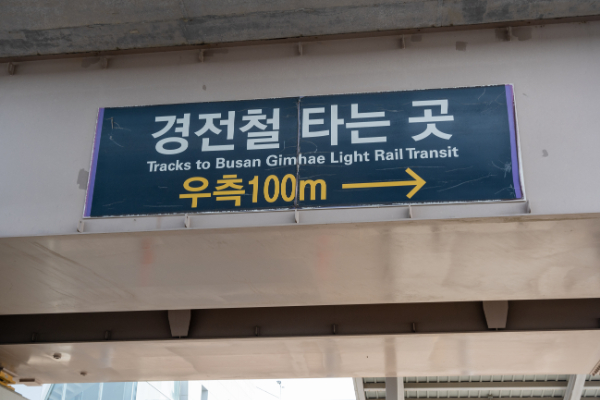 경전철 타는 곳
Tracks to Busan Gimhae Light Rail Transit
우측100m →